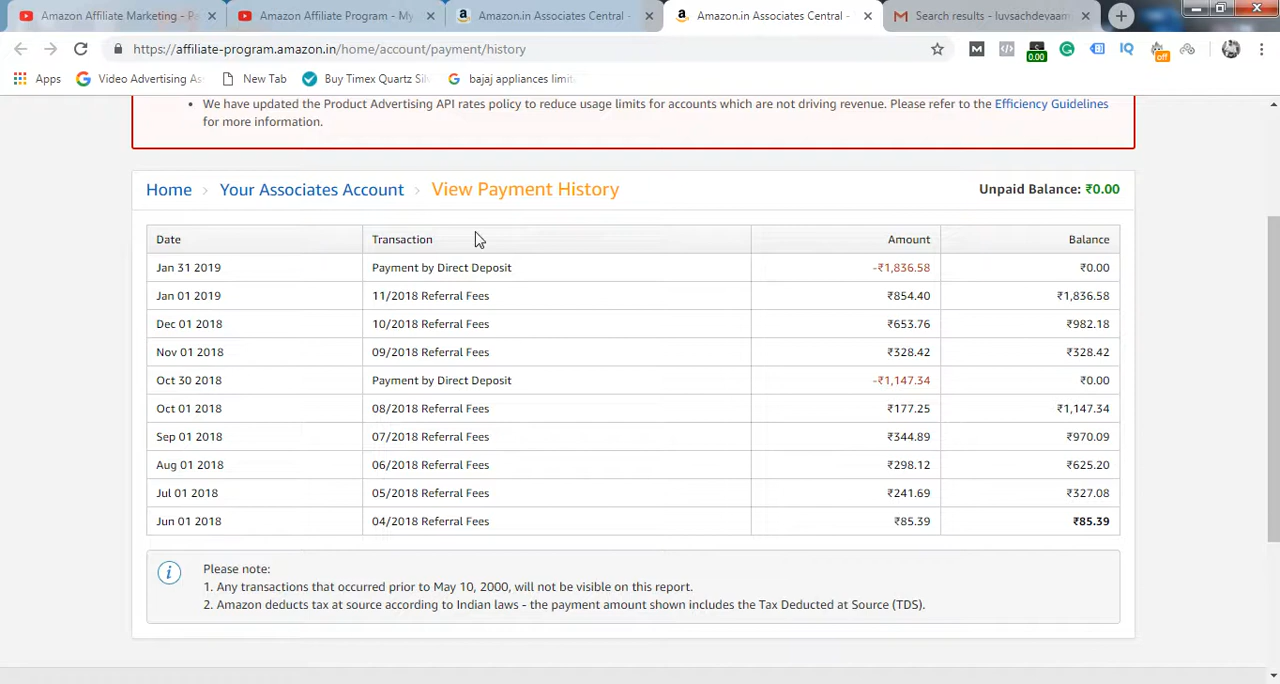 Amazon Affiliate Marketing - Pa
Amazon Affiliate Program - My
Amazon.in Associates Central -
Amazon.in Associates Central -
Search results - luvsachdevaam
https://affiliate-program.amazon.in/home/account/payment/history
0.00
IQ
off
Apps
Video Advertising As
New Tab
Buy Timex Quartz Sil
bajaj appliances limit
• We have updated the Product Advertising API rates policy to reduce usage limits for accounts which are not driving revenue. Please refer to the Efficiency Guidelines
for more information.
Home › Your Associates Account › View Payment History Unpaid Balance: ₹0.00
Date Transaction Amount Balance
Jan 31 2019 Payment by Direct Deposit -₹1,836.58 ₹0.00
Jan 01 2019 11/2018 Referral Fees ₹854.40 ₹1,836.58
Dec 01 2018 10/2018 Referral Fees ₹653.76 ₹982.18
Nov 01 2018 09/2018 Referral Fees ₹328.42 ₹328.42
Oct 30 2018 Payment by Direct Deposit -₹1,147.34 ₹0.00
Oct 01 2018 08/2018 Referral Fees ₹177.25 ₹1,147.34
Sep 01 2018 07/2018 Referral Fees ₹344.89 ₹970.09
Aug 01 2018 06/2018 Referral Fees ₹298.12 ₹625.20
Jul 01 2018 05/2018 Referral Fees ₹241.69 ₹327.08
Jun 01 2018 04/2018 Referral Fees ₹85.39 ₹85.39
Please note:
1. Any transactions that occurred prior to May 10, 2000, will not be visible on this report.
2. Amazon deducts tax at source according to Indian laws - the payment amount shown includes the Tax Deducted at Source (TDS).